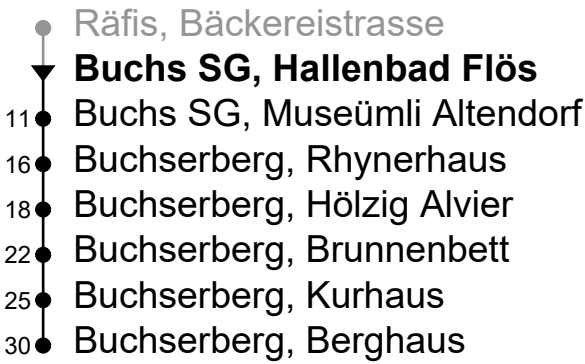 Räfis, Bäckereistrasse
Buchs SG, Hallenbad Flös
11 Buchs SG, Museümli Altendorf
16 Buchserberg, Rhynerhaus
18 Buchserberg, Hölzig Alvier
22 Buchserberg, Brunnenbett
25 Buchserberg, Kurhaus
30 Buchserberg, Berghaus